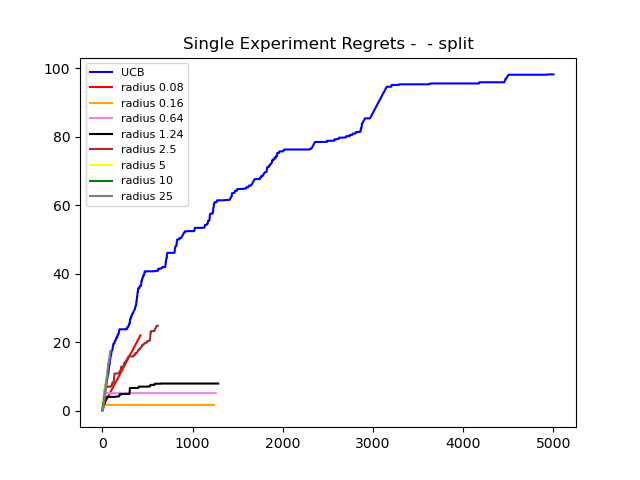 Single Experiment Regrets -  - split
100
80
60
40
20
0
UCB
radius 0.08
radius 0.16
radius 0.64
radius 1.24
radius 2.5
radius 5
radius 10
radius 25
0 1000 2000 3000 4000 5000